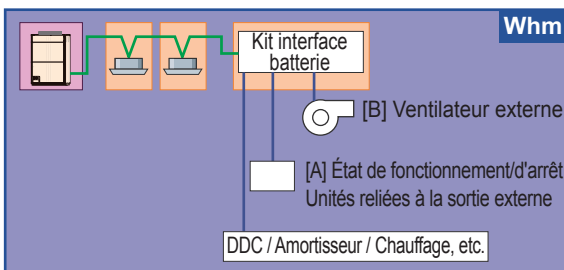 Whm
Kit interface
batterie
[B] Ventilateur externe
[A] État de fonctionnement/d'arrêt
Unités reliées à la sortie externe
DDC / Amortisseur / Chauffage, etc.